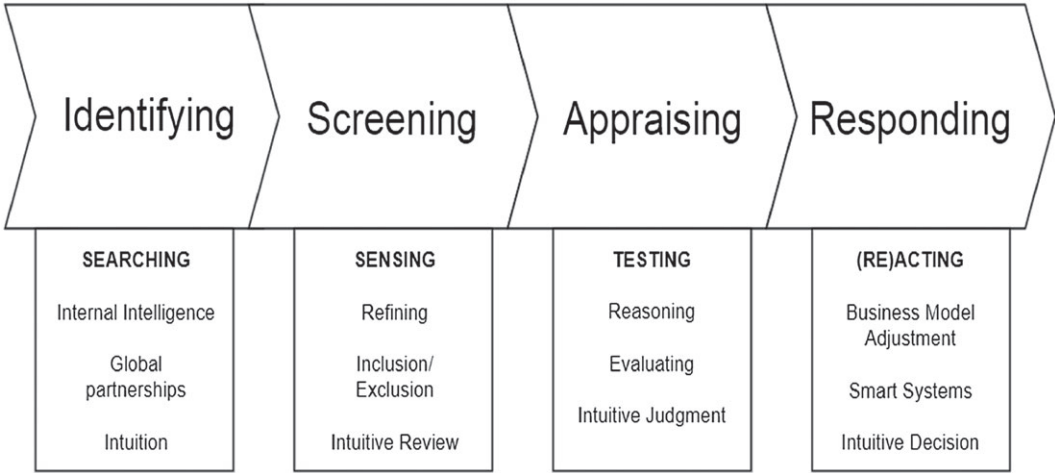 Identifying
Screening
Appraising
Responding
SEARCHING
Internal Intelligence
Global
partnerships
Intuition
SENSING
Refining
Inclusion/
Exclusion
Intuitive Review
TESTING
Reasoning
Evaluating
Intuitive Judgment
(RE)ACTING
Business Model
Adjustment
Smart Systems
Intuitive Decision